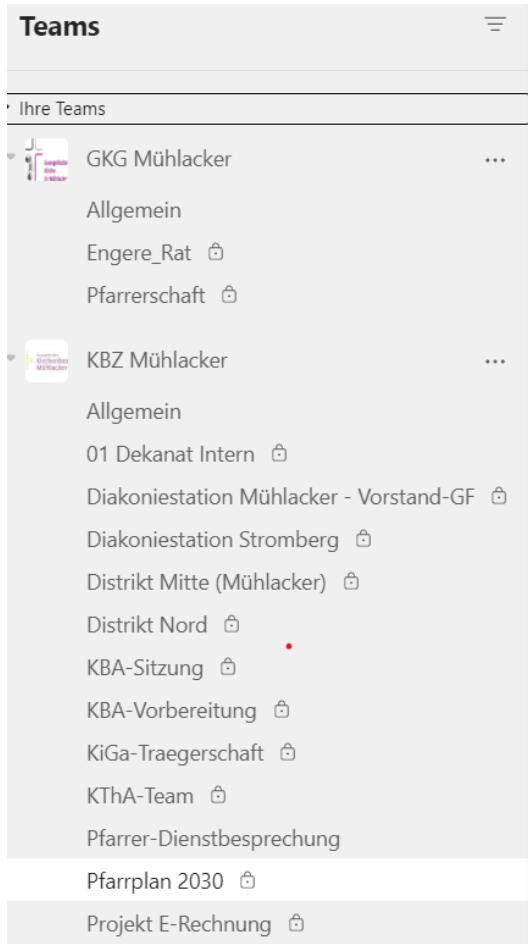 Teams
Ihre Teams
GKG Mühlacker
Allgemein
Engere_Rat
Pfarrerschaft
KBZ Mühlacker
Allgemein
01 Dekanat Intern
Diakoniestation Mühlacker - Vorstand-GF
Diakoniestation Stromberg
Distrikt Mitte (Mühlacker)
Distrikt Nord
KBA-Sitzung
KBA-Vorbereitung
KiGa-Traegerschaft
KThA-Team
Pfarrer-Dienstbesprechung
Pfarrplan 2030
Projekt E-Rechnung